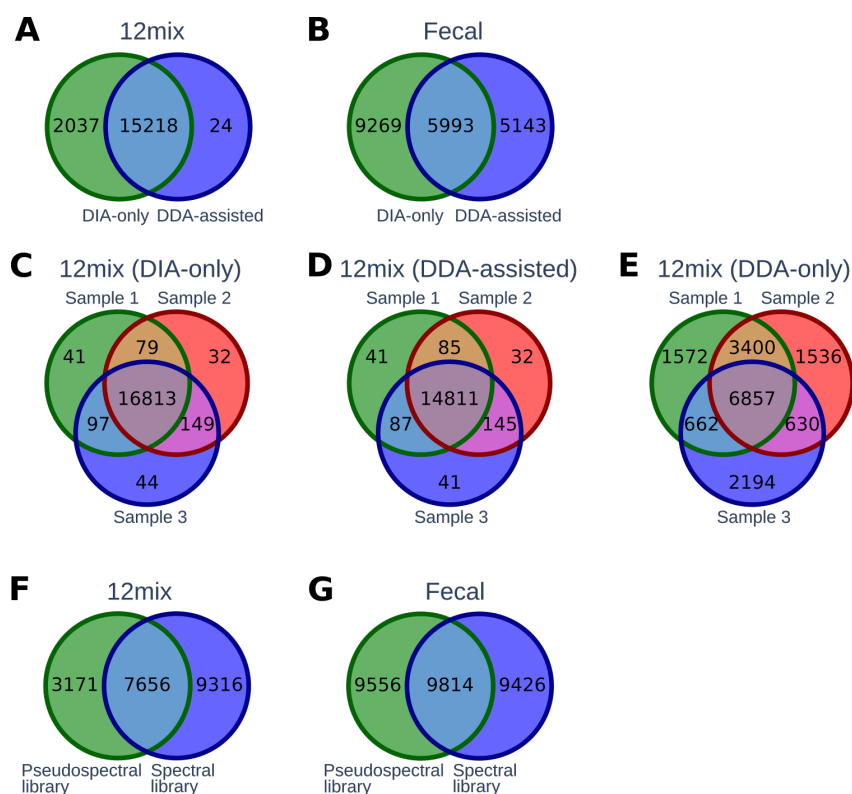 A 12mix
2037 15218 24
DIA-only DDA-assisted
B Fecal
9269 5993 5143
DIA-only DDA-assisted
C 12mix (DIA-only)
Sample 1 Sample 2
41 79 32
16813
97 149
44
Sample 3
D 12mix (DDA-assisted)
Sample 1 Sample 2
41 85 32
14811
87 145
41
Sample 3
E 12mix (DDA-only)
Sample 1 Sample 2
1572 3400 1536
6857
662 630
2194
Sample 3
F 12mix
3171 7656 9316
Pseudospectral Spectral
library library
G Fecal
9556 9814 9426
Pseudospectral Spectral
library library